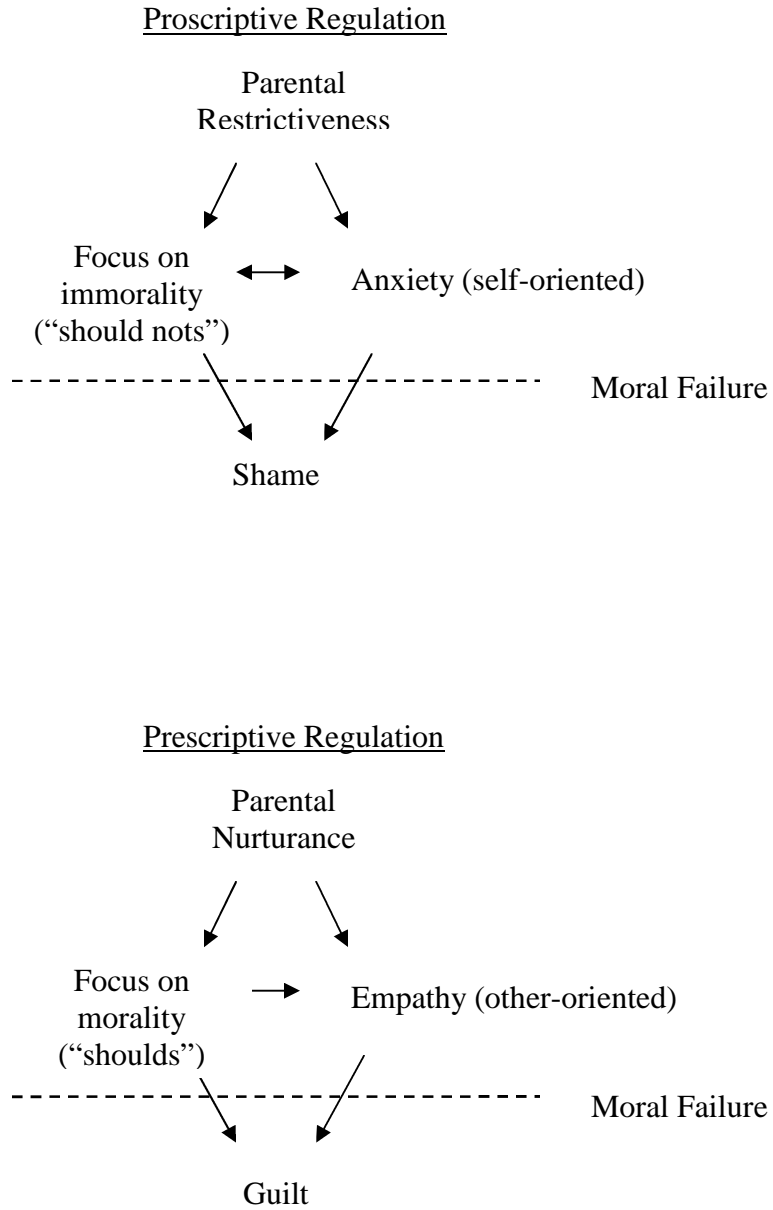 Proscriptive Regulation
Parental
Restrictiveness
Focus on
immorality
(“should nots”)
Anxiety (self-oriented)
Moral Failure
Shame
Prescriptive Regulation
Parental
Nurturance
Focus on
morality
(“shoulds”)
Empathy (other-oriented)
Moral Failure
Guilt